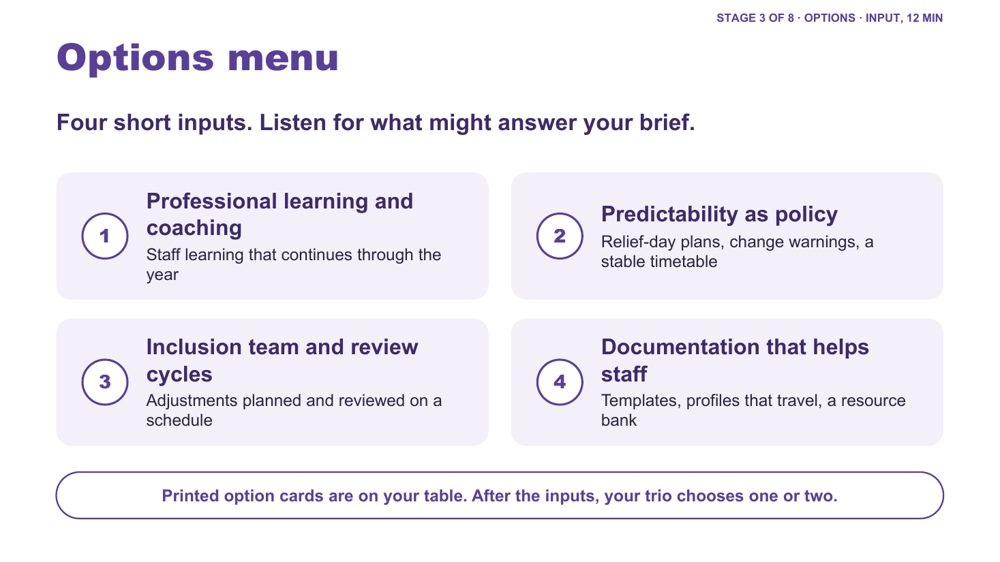 STAGE 3 OF 8 · OPTIONS · INPUT, 12 MIN
Options menu
Four short inputs. Listen for what might answer your brief.
1
Professional learning and
coaching
Staff learning that continues through the
year
2
Predictability as policy
Relief-day plans, change warnings, a
stable timetable
3
Inclusion team and review
cycles
Adjustments planned and reviewed on a
schedule
4
Documentation that helps
staff
Templates, profiles that travel, a resource
bank
Printed option cards are on your table. After the inputs, your trio chooses one or two.